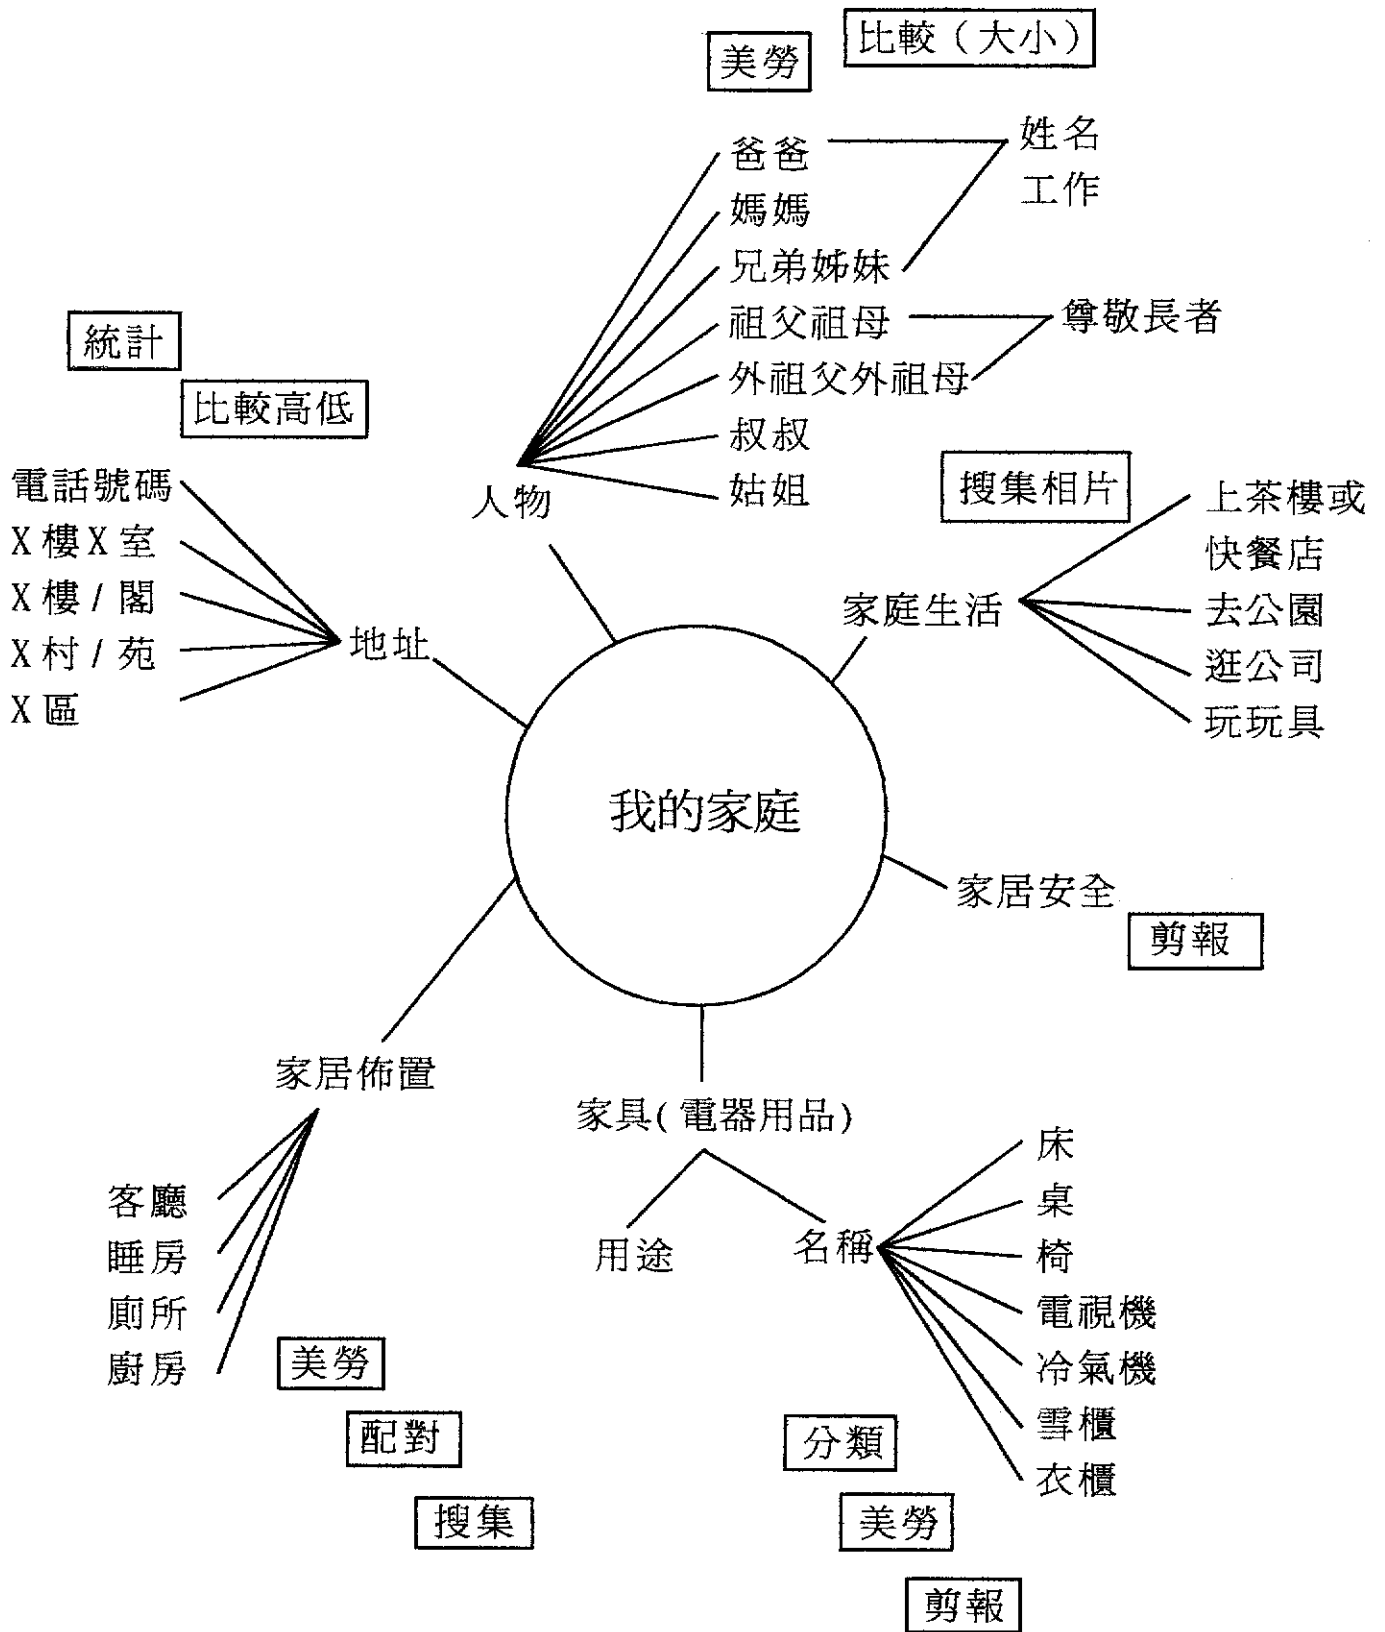 美勞
比較（大小）
爸爸
媽媽
兄弟姊妹
祖父祖母
外祖父外祖母
叔叔
姑姐
姓名
工作
尊敬長者
人物
統計
比較高低
電話號碼
X樓X室
X樓/閣
X村/苑
X區
地址
搜集相片
家庭生活
上茶樓或
快餐店
去公園
逛公司
玩玩具
我的家庭
家居安全
剪報
家居佈置
客廳
睡房
廁所
廚房
美勞
配對
搜集
家具(電器用品)
用途
名稱
床
桌
椅
電視機
冷氣機
雪櫃
衣櫃
分類
美勞
剪報